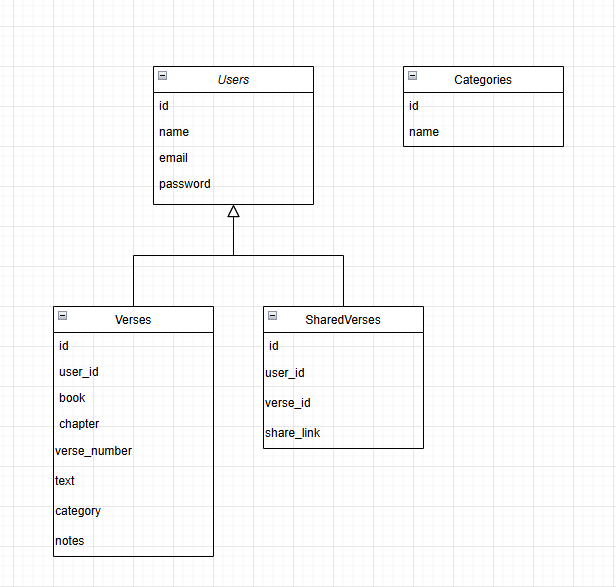 Users
id
name
email
password
Categories
id
name
Verses
id
user_id
book
chapter
verse_number
text
category
notes
SharedVerses
id
user_id
verse_id
share_link